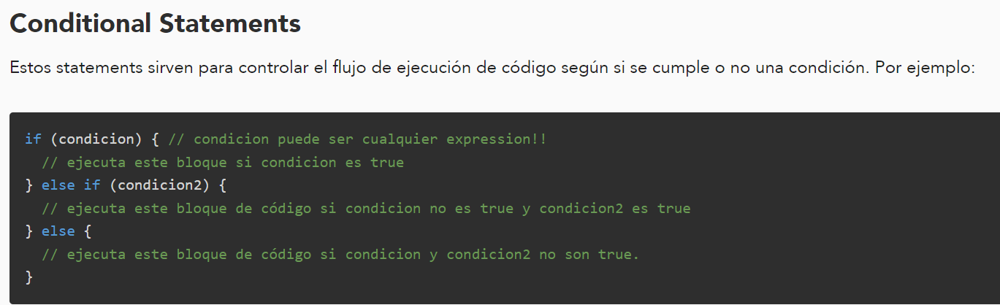 Conditional Statements
Estos statements sirven para controlar el flujo de ejecución de código según si se cumple o no una condición. Por ejemplo:
if (condicion) { // condicion puede ser cualquier expression!!
  // ejecuta este bloque si condicion es true
} else if (condicion2) {
  // ejecuta este bloque de código si condicion no es true y condicion2 es true
} else {
  // ejecuta este bloque de código si condicion y condicion2 no son true.
}